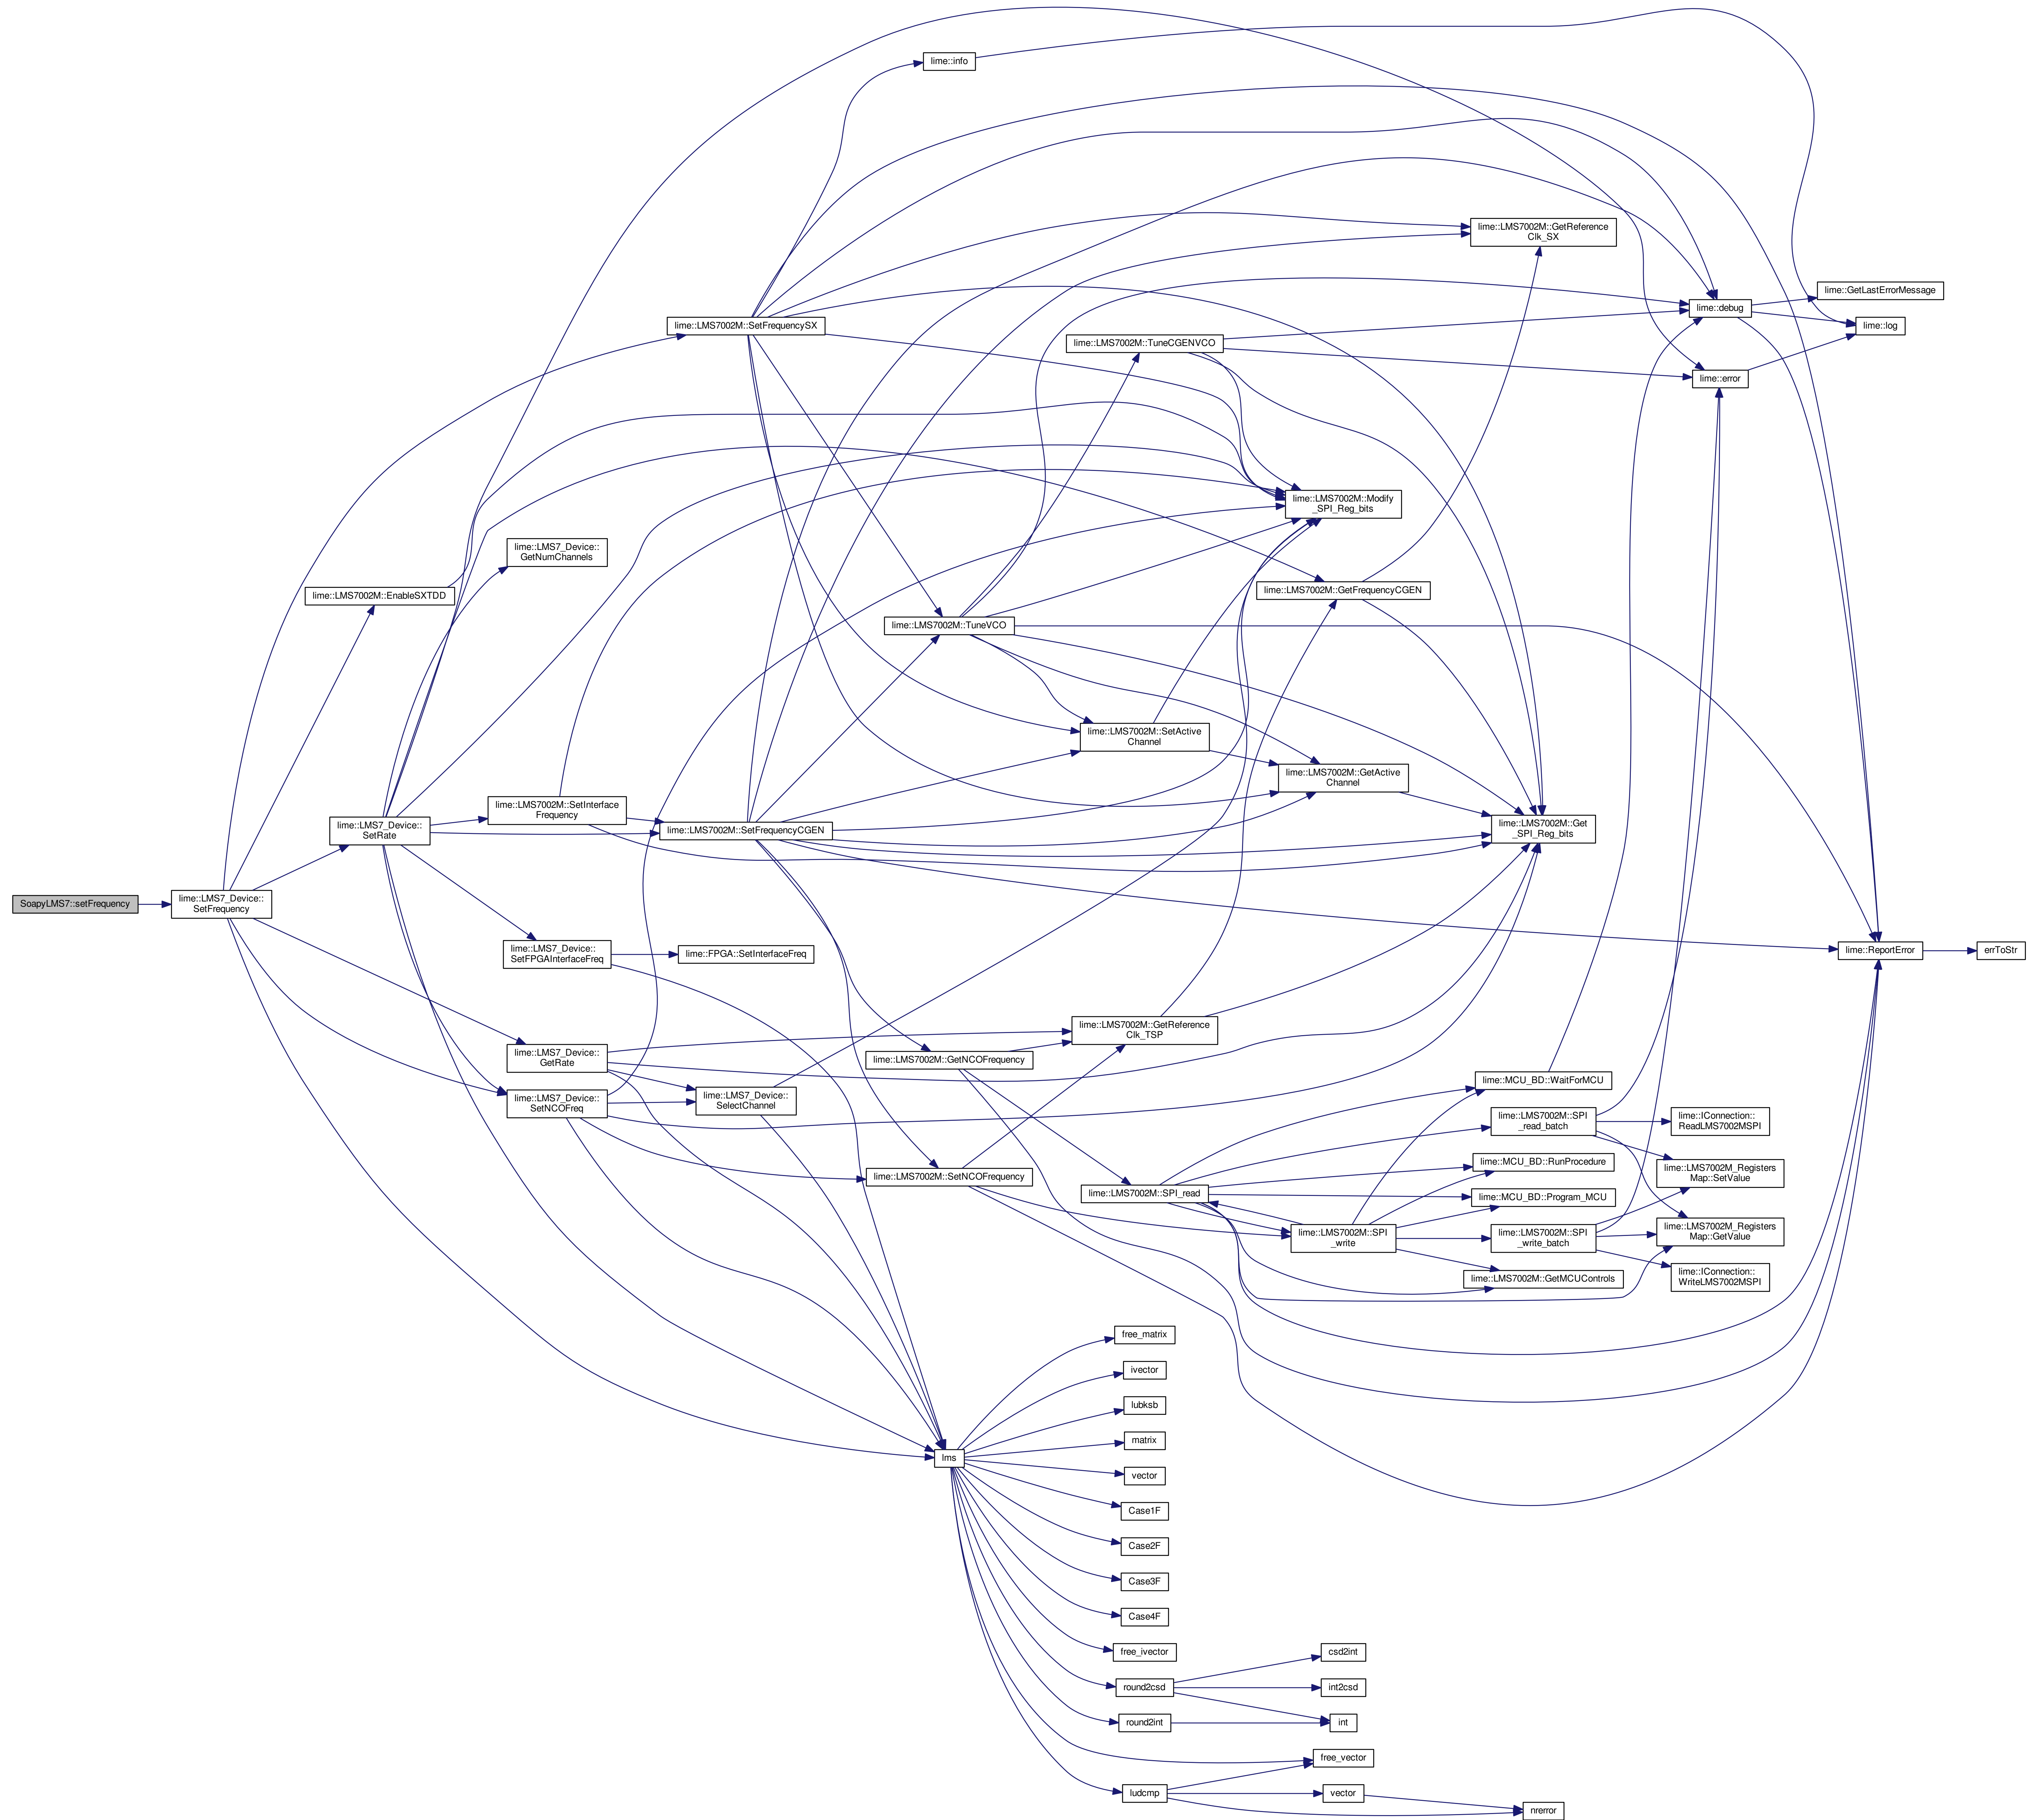 lime::info
lime::LMS7002M::GetReference
Clk_SX
lime::GetLastErrorMessage
lime::debug
lime::log
lime::LMS7002M::SetFrequencySX
lime::LMS7002M::TuneCGENVCO
lime::error
lime::LMS7002M::Modify
_SPI_Reg_bits
lime::LMS7_Device::
GetNumChannels
lime::LMS7002M::EnableSXTDD
lime::LMS7002M::GetFrequencyCGEN
lime::LMS7002M::TuneVCO
lime::LMS7002M::SetActive
Channel
lime::LMS7002M::GetActive
Channel
lime::LMS7002M::SetInterface
Frequency
lime::LMS7_Device::
SetRate
lime::LMS7002M::SetFrequencyCGEN
lime::LMS7002M::Get
_SPI_Reg_bits
SoapyLMS7::setFrequency
lime::LMS7_Device::
SetFrequency
lime::LMS7_Device::
SetFPGAInterfaceFreq
lime::FPGA::SetInterfaceFreq
lime::ReportError
errToStr
lime::LMS7002M::GetReference
Clk_TSP
lime::LMS7_Device::
GetRate
lime::LMS7002M::GetNCOFrequency
lime::MCU_BD::WaitForMCU
lime::LMS7_Device::
SetNCOFreq
lime::LMS7_Device::
SelectChannel
lime::LMS7002M::SPI
_read_batch
lime::IConnection::
ReadLMS7002MSPI
lime::MCU_BD::RunProcedure
lime::LMS7002M_Registers
Map::SetValue
lime::LMS7002M::SetNCOFrequency
lime::LMS7002M::SPI_read
lime::MCU_BD::Program_MCU
lime::LMS7002M::SPI
_write
lime::LMS7002M::SPI
_write_batch
lime::LMS7002M_Registers
Map::GetValue
lime::LMS7002M::GetMCUControls
lime::IConnection::
WriteLMS7002MSPI
free_matrix
ivector
lubksb
matrix
lms
vector
Case1F
Case2F
Case3F
Case4F
free_ivector
csd2int
round2csd
int2csd
round2int
int
free_vector
ludcmp
vector
nrerror